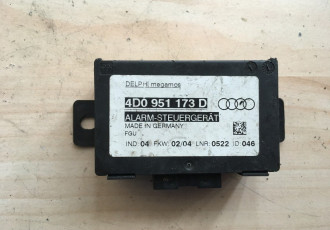 DELPHI megamos
4D0 951 173 D
ALARM-STEUERGERÄT
MADE IN GERMANY
FGU
IND: 04 FKW: 02/04 LNR: 0522 ID 046